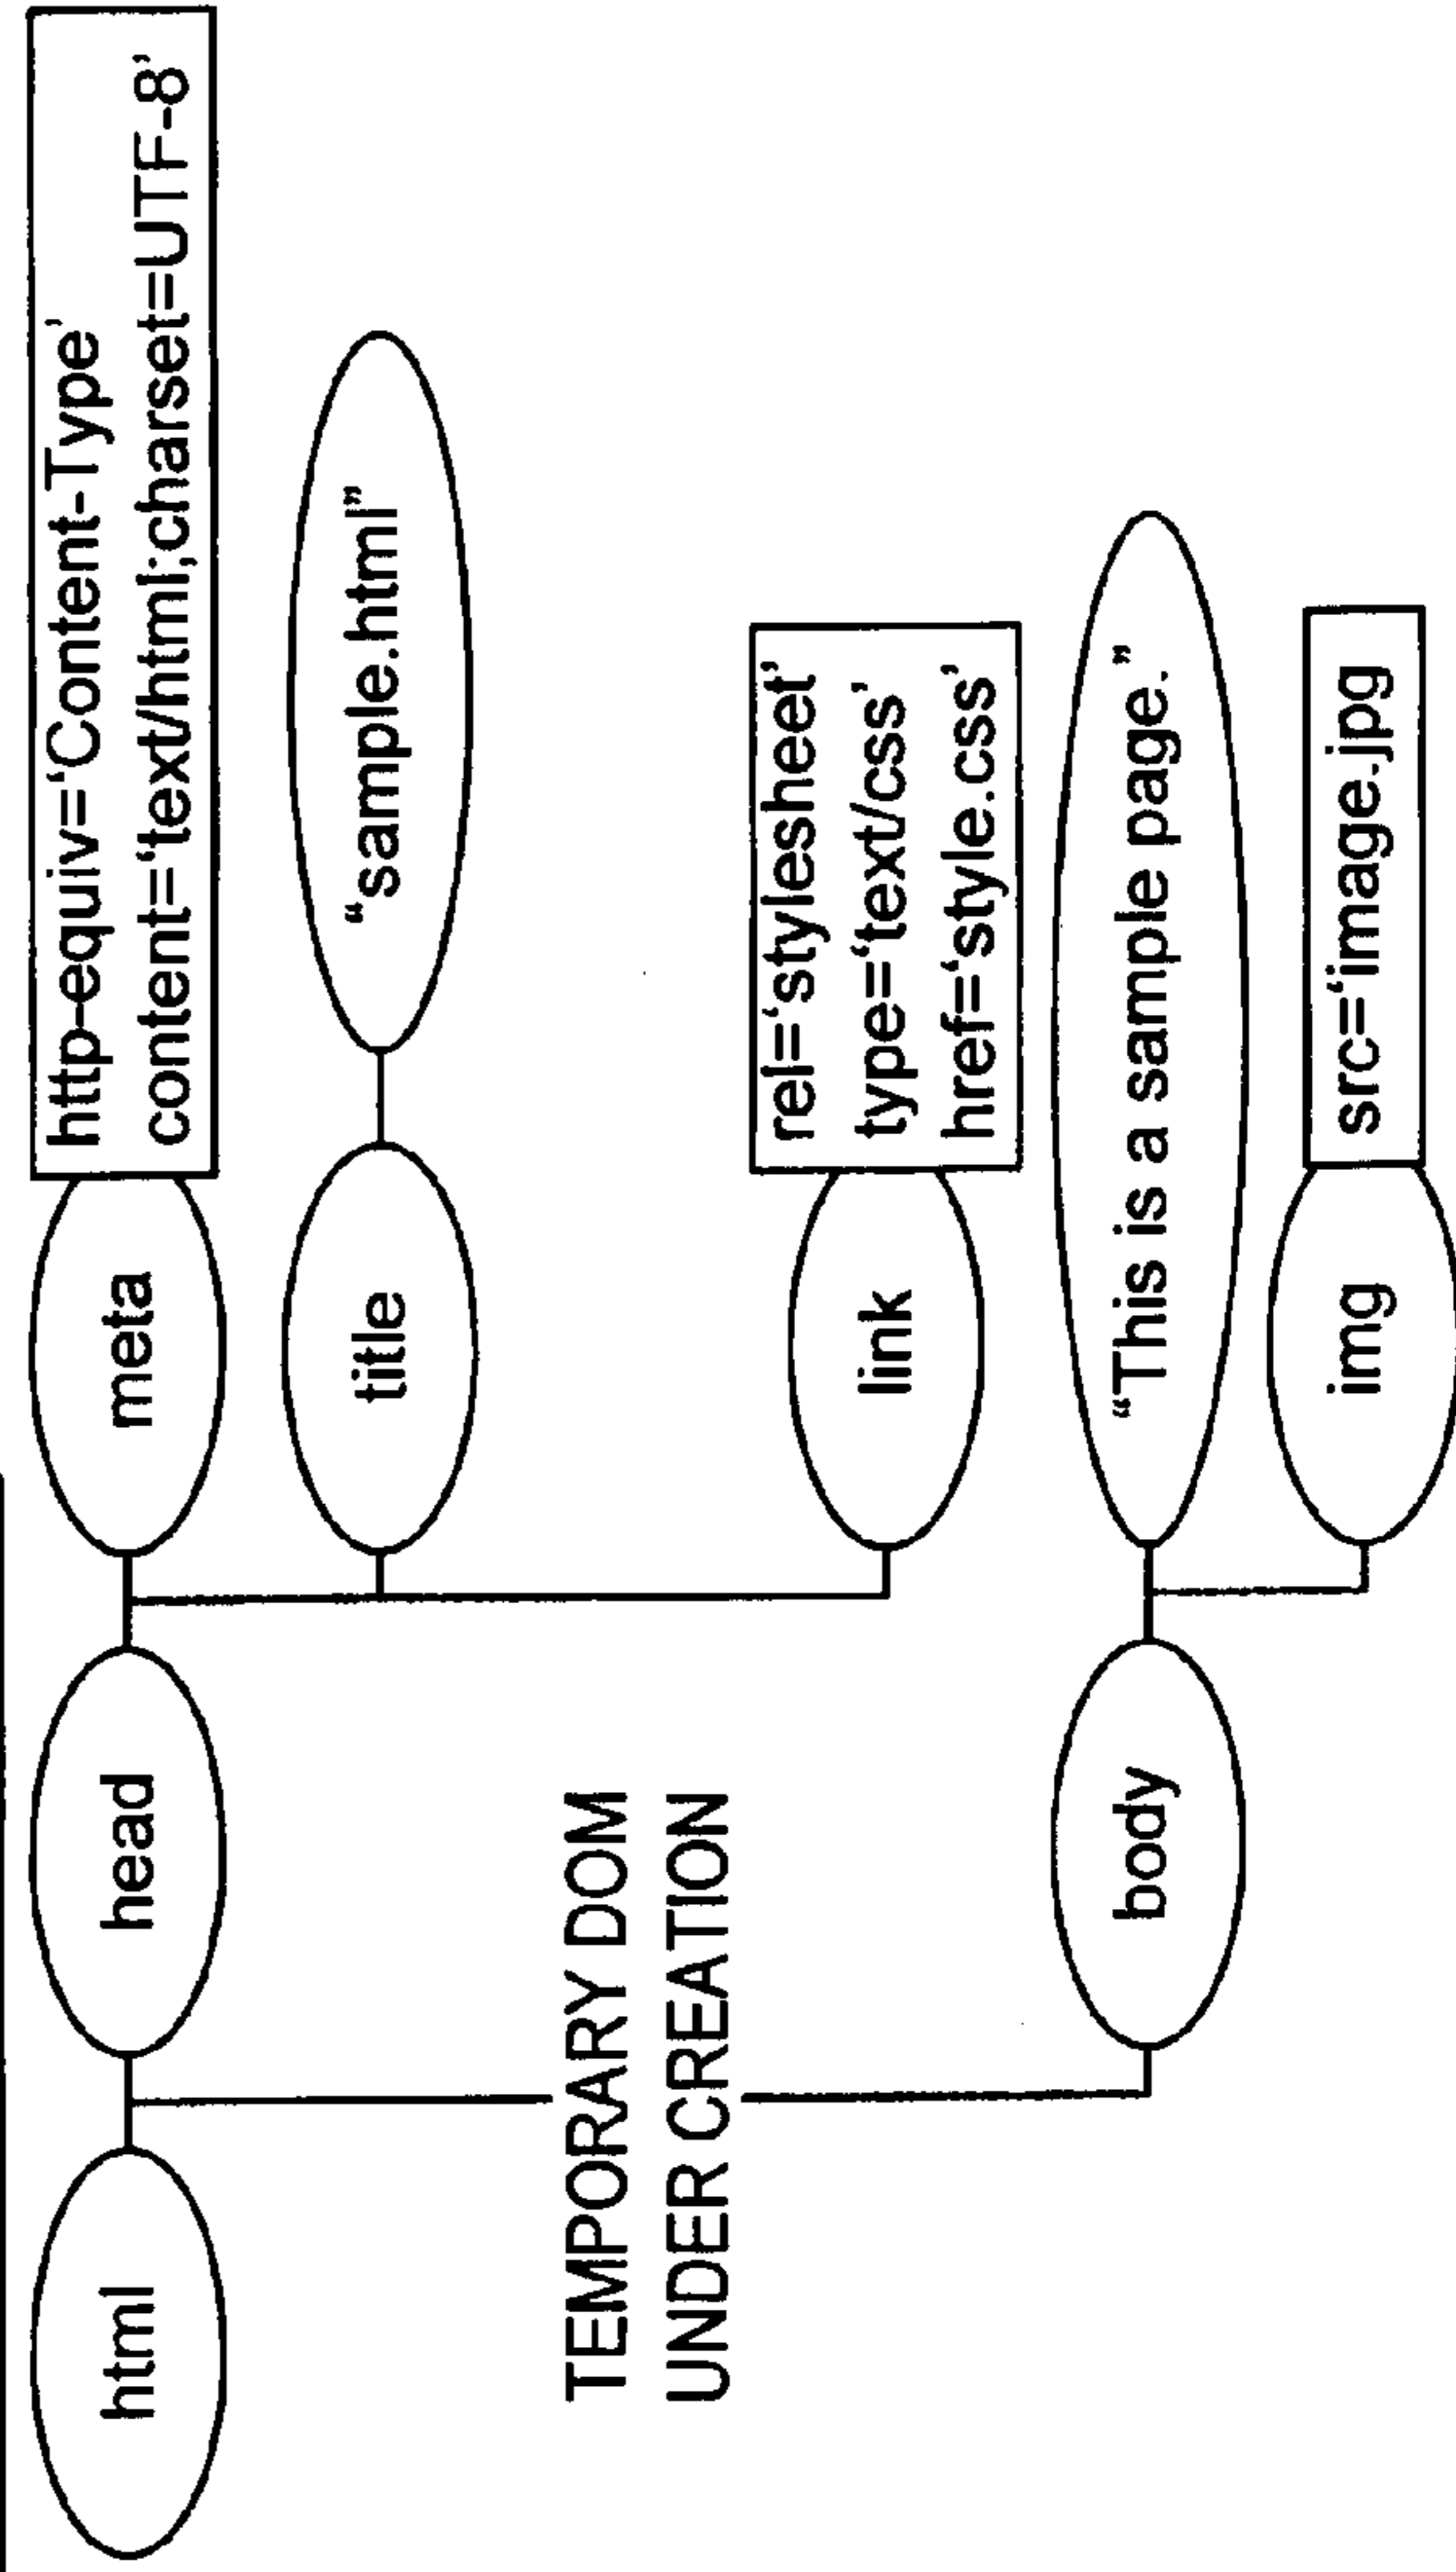 html
head
meta
http-equiv=‘Content-Type’
content=‘text/html;charset=UTF-8’
title
“sample.html”
TEMPORARY DOM
UNDER CREATION
link
rel=‘stylesheet’
type=‘text/css’
href=‘style.css’
body
“This is a sample page.”
img
src=‘image.jpg